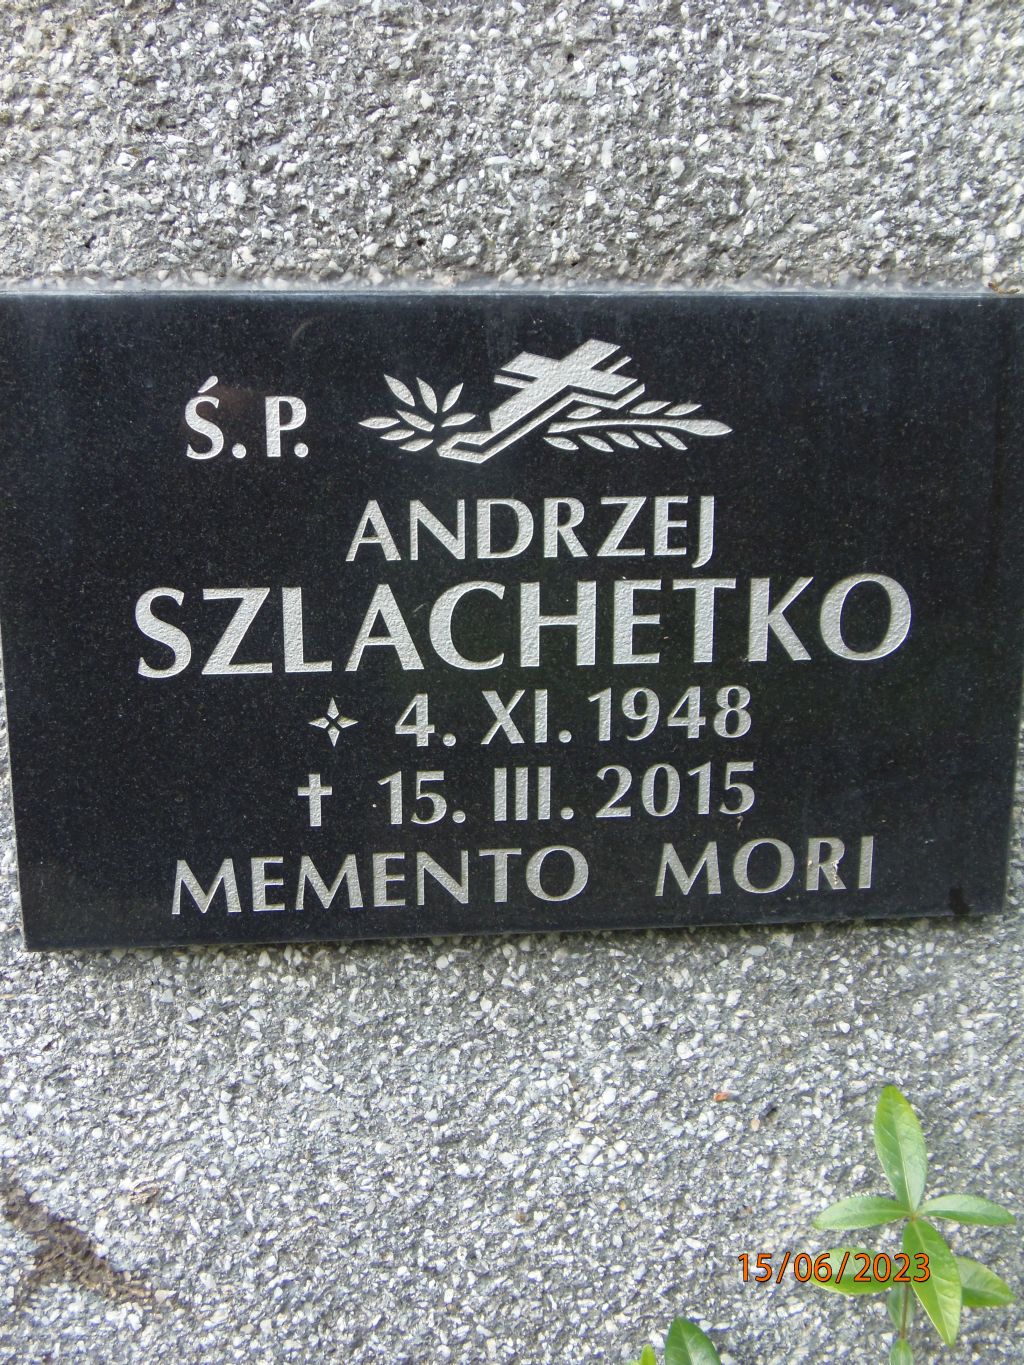 Ś.P.
ANDRZEJ
SZLACHETKO
✧ 4. XI. 1948
✝ 15. III. 2015
MEMENTO MORI
15/06/2023